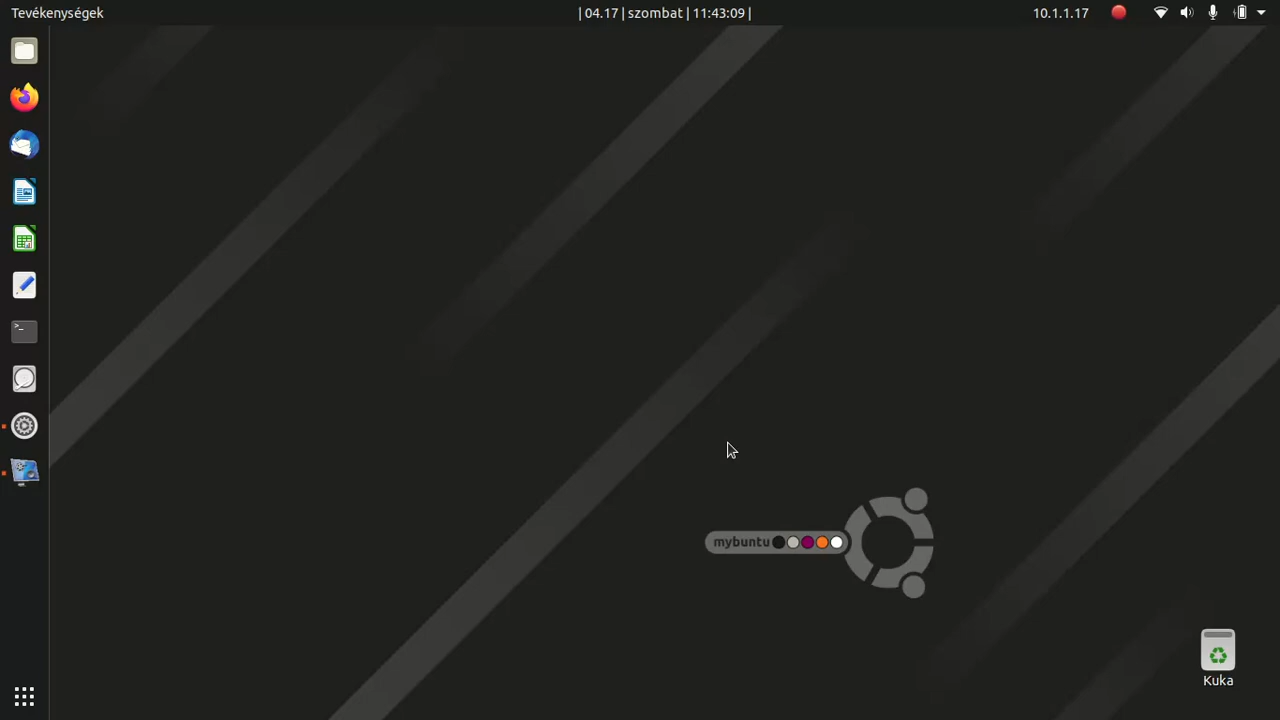 Tevékenységek
| 04.17 | szombat | 11:43:09 |
10.1.1.17
>_
mybuntu
Kuka